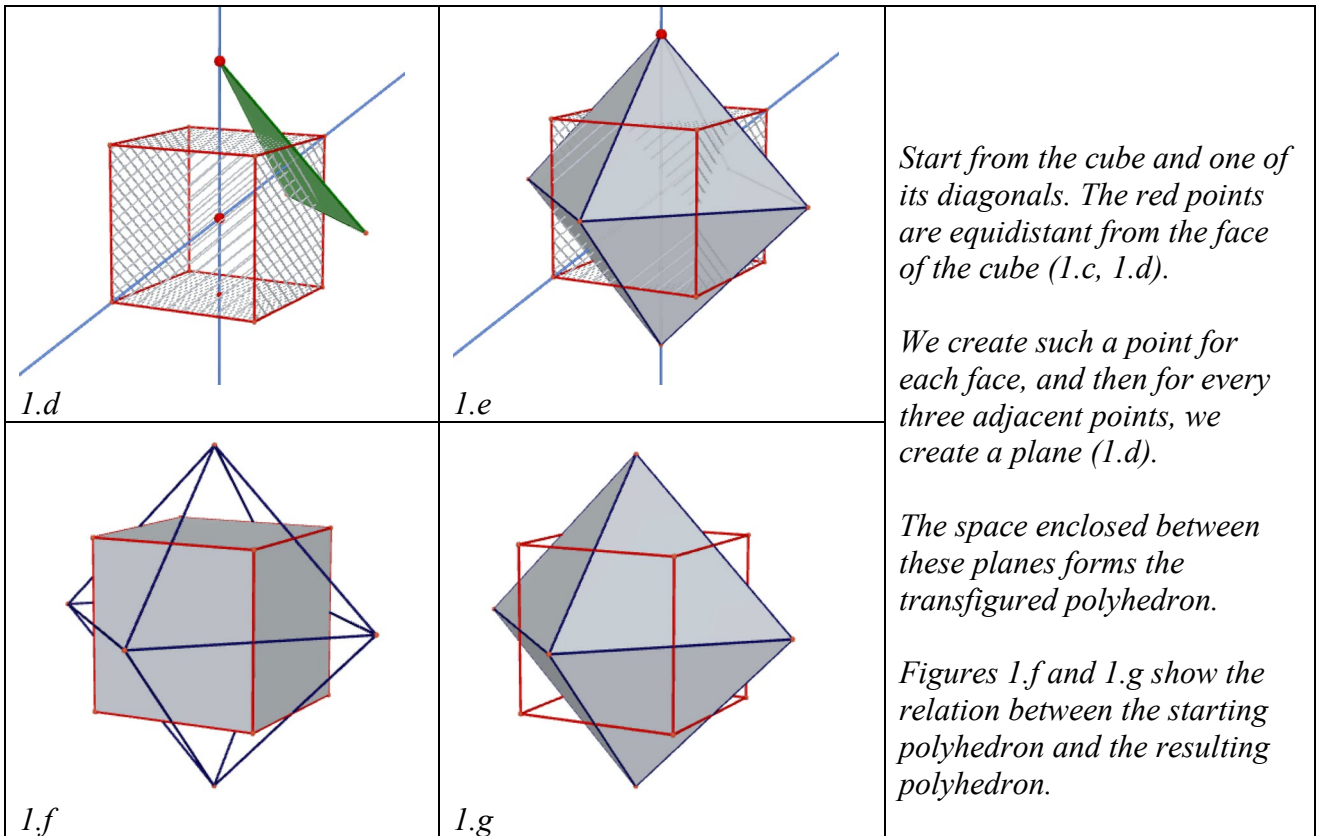 1.d
1.e
Start from the cube and one of
its diagonals. The red points
are equidistant from the face
of the cube (1.c, 1.d).
We create such a point for
each face, and then for every
three adjacent points, we
create a plane (1.d).
The space enclosed between
these planes forms the
transfigured polyhedron.
Figures 1.f and 1.g show the
relation between the starting
polyhedron and the resulting
polyhedron.
1.f
1.g